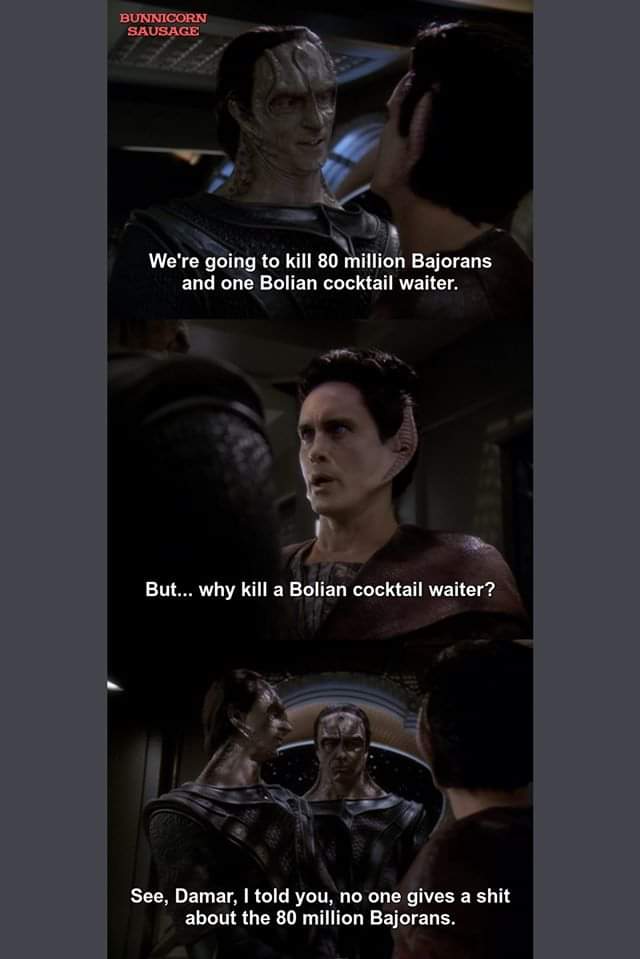 BUNNICORN
SAUSAGE
We're going to kill 80 million Bajorans
and one Bolian cocktail waiter.
But... why kill a Bolian cocktail waiter?
See, Damar, I told you, no one gives a shit
about the 80 million Bajorans.